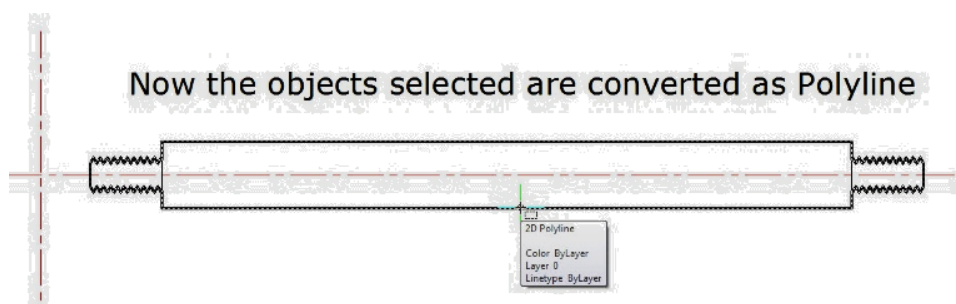 Now the objects selected are converted as Polyline
2D Polyline
Color ByLayer
Layer 0
Linetype ByLayer